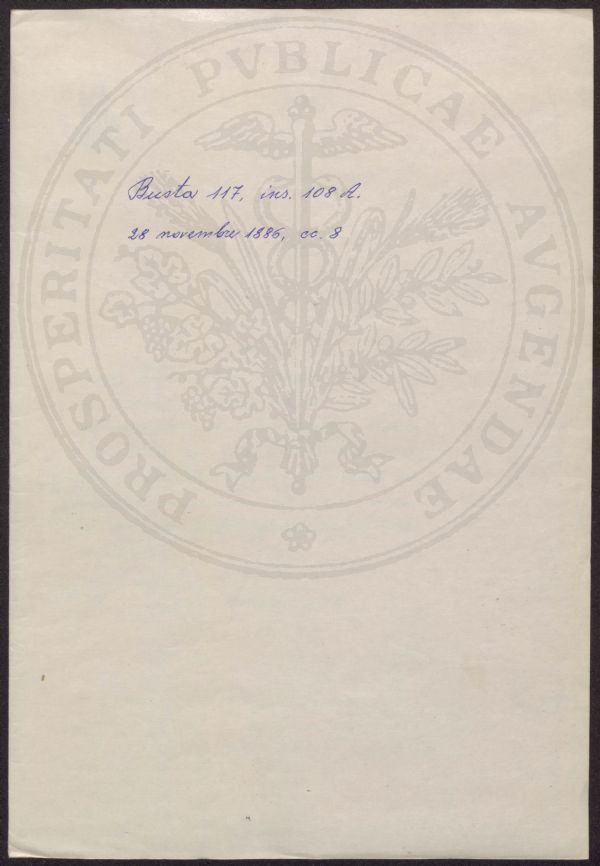 PROSPERITATI PVBLICAE AVGENDAE
Busta 117, ins. 108 A.
28 novembre 1886, cc. 8